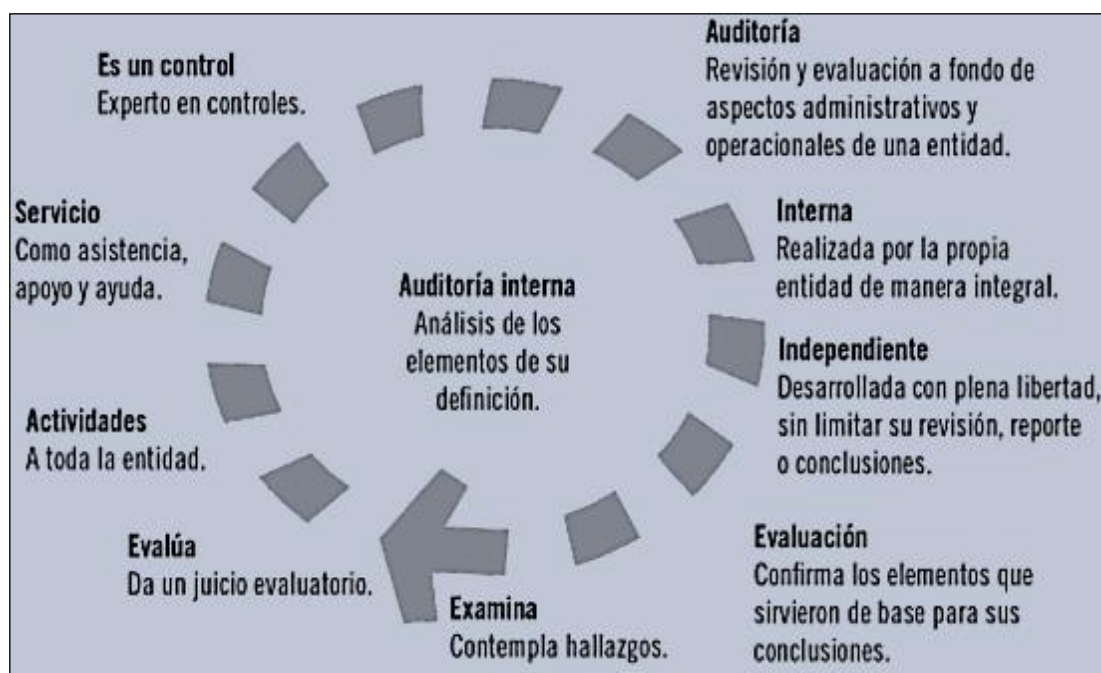 Auditoría
Revisión y evaluación a fondo de
aspectos administrativos y
operacionales de una entidad.
Interna
Realizada por la propia
entidad de manera integral.
Independiente
Desarrollada con plena libertad,
sin limitar su revisión, reporte
o conclusiones.
Evaluación
Confirma los elementos que
sirvieron de base para sus
conclusiones.
Examina
Contempla hallazgos.
Evalúa
Da un juicio evaluatorio.
Actividades
A toda la entidad.
Servicio
Como asistencia,
apoyo y ayuda.
Es un control
Experto en controles.
Auditoría interna
Análisis de los
elementos de su
definición.